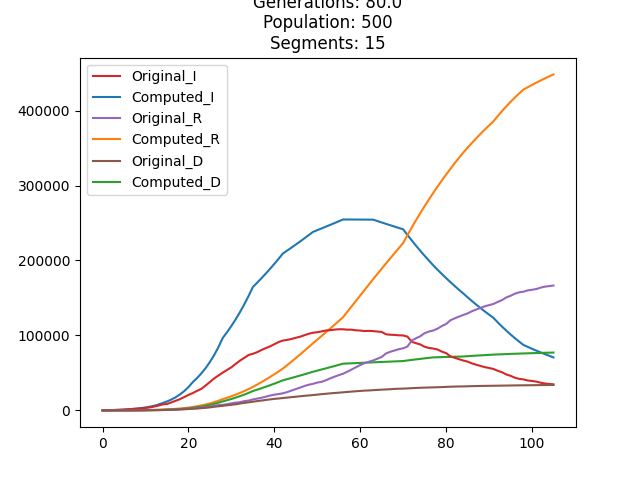 Generations: 80.0
Population: 500
Segments: 15
Original_I
Computed_I
Original_R
Computed_R
Original_D
Computed_D
400000
300000
200000
100000
0
0 20 40 60 80 100